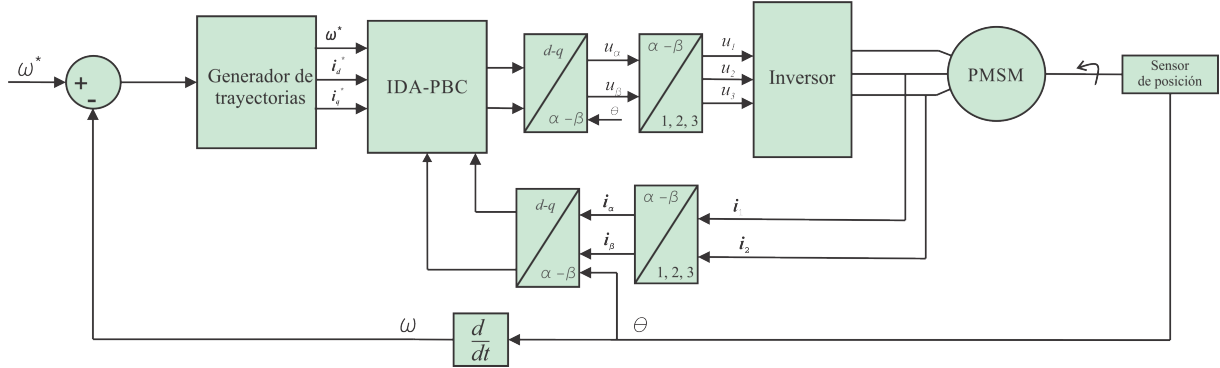 ω*
+
-
Generador de
trayectorias
ω*
i_d*
i_q*
IDA-PBC
d-q
α-β
u_α
u_β
θ
α-β
1, 2, 3
u_1
u_2
u_3
Inversor
PMSM
Sensor
de posición
d-q
α-β
i_α
i_β
α-β
1, 2, 3
i_2
ω
d
dt
θ